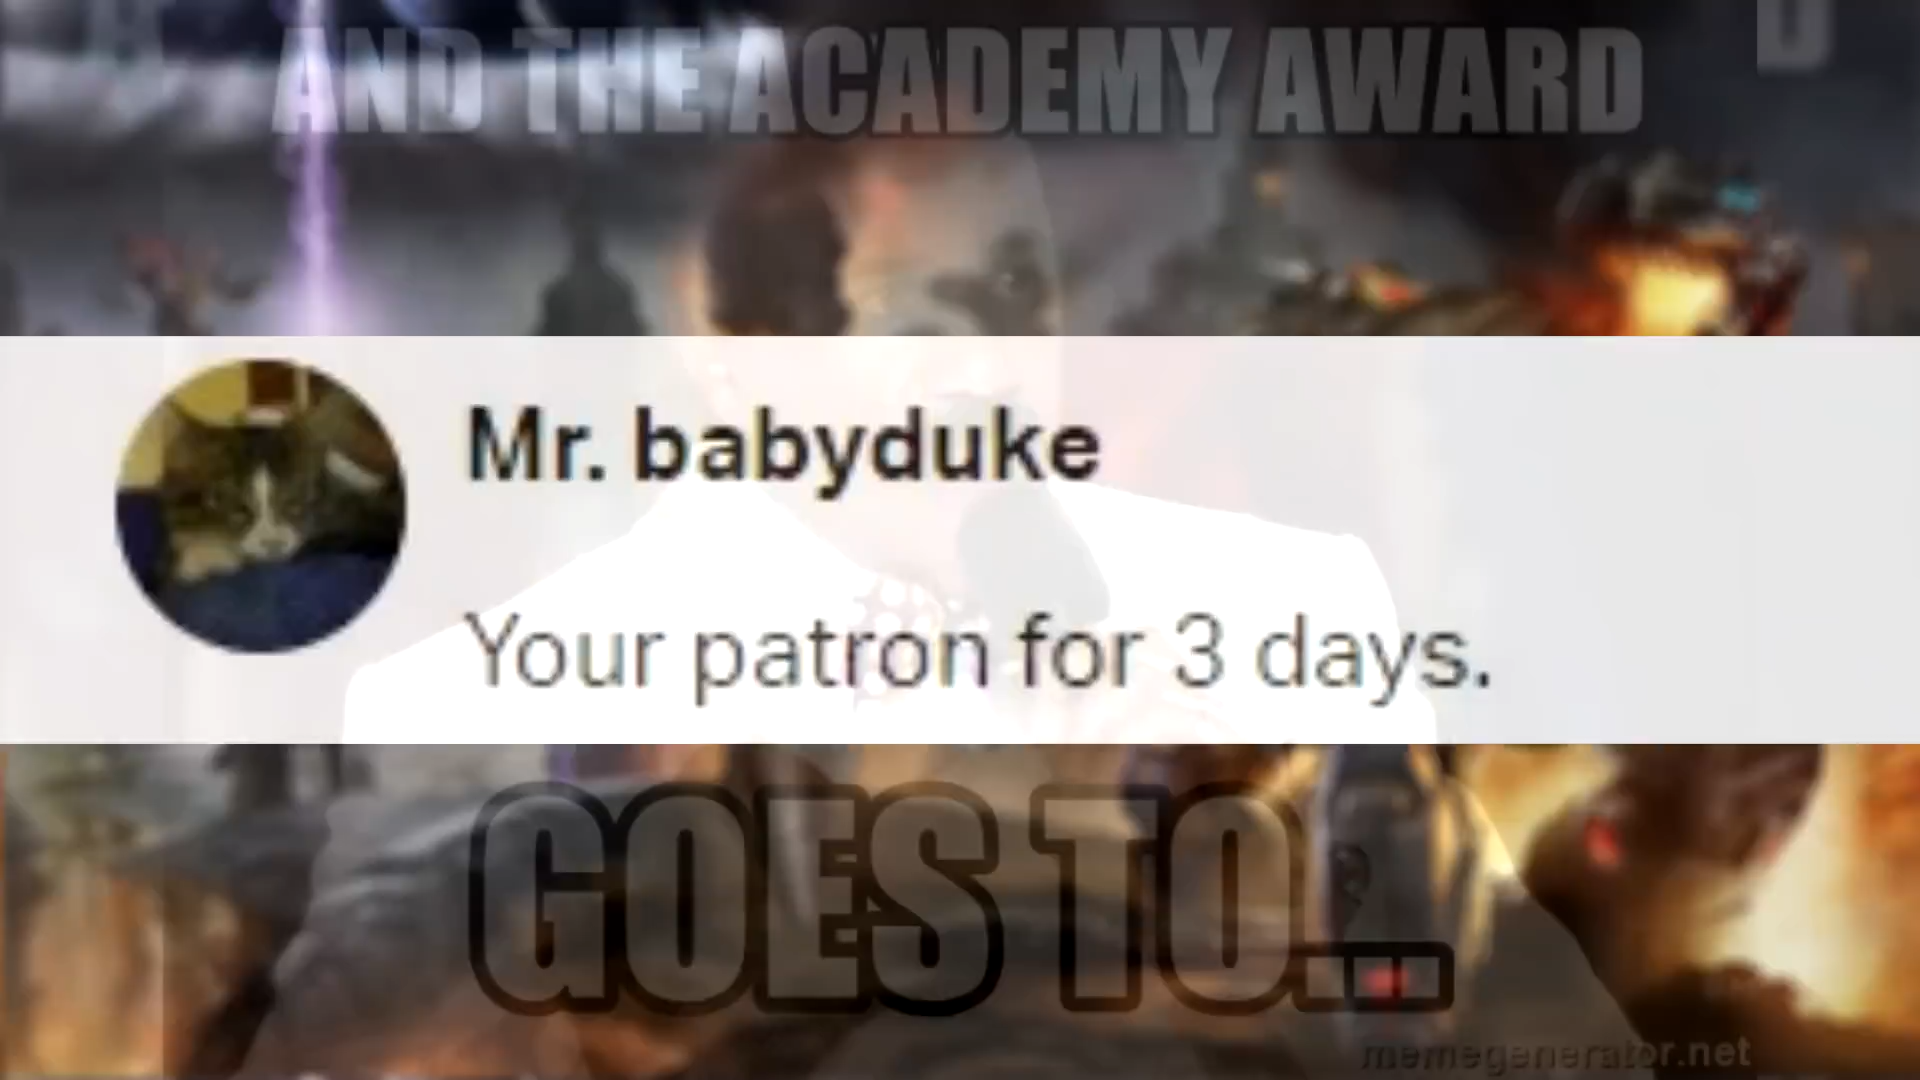 AND THE ACADEMY AWARD
Mr. babyduke
Your patron for 3 days.
GOES TO...
memegenerator.net